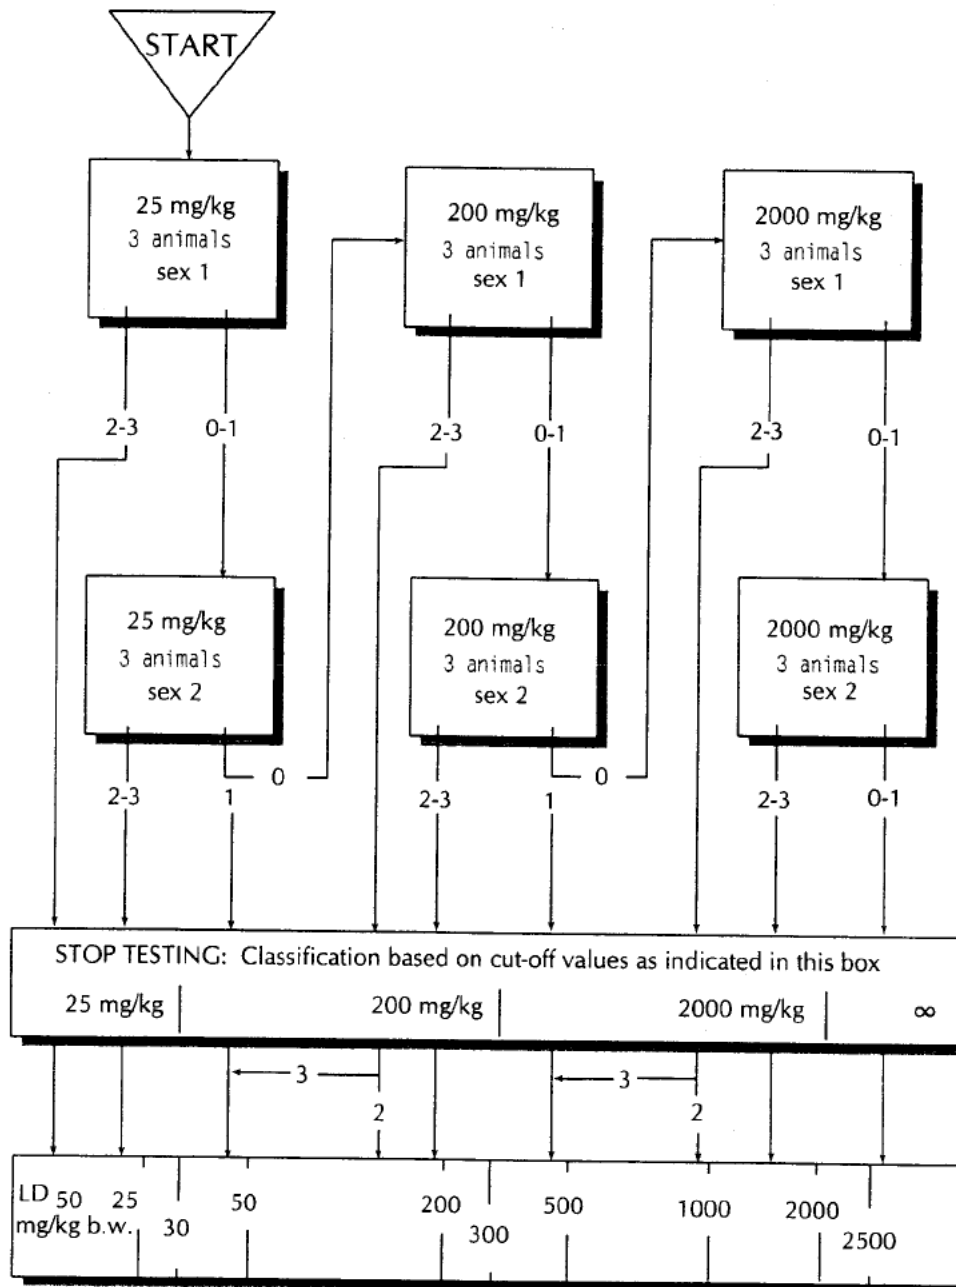 START
25 mg/kg
3 animals
sex 1
200 mg/kg
3 animals
sex 1
2000 mg/kg
3 animals
sex 1
2-3
0-1
2-3
0-1
2-3
0-1
25 mg/kg
3 animals
sex 2
200 mg/kg
3 animals
sex 2
2000 mg/kg
3 animals
sex 2
0
0
2-3
1
2-3
1
2-3
0-1
STOP TESTING: Classification based on cut-off values as indicated in this box
25 mg/kg
200 mg/kg
2000 mg/kg
∞
3
3
2
2
LD 50 25 50 200 500 1000 2000
mg/kg b.w. 30 300 2500